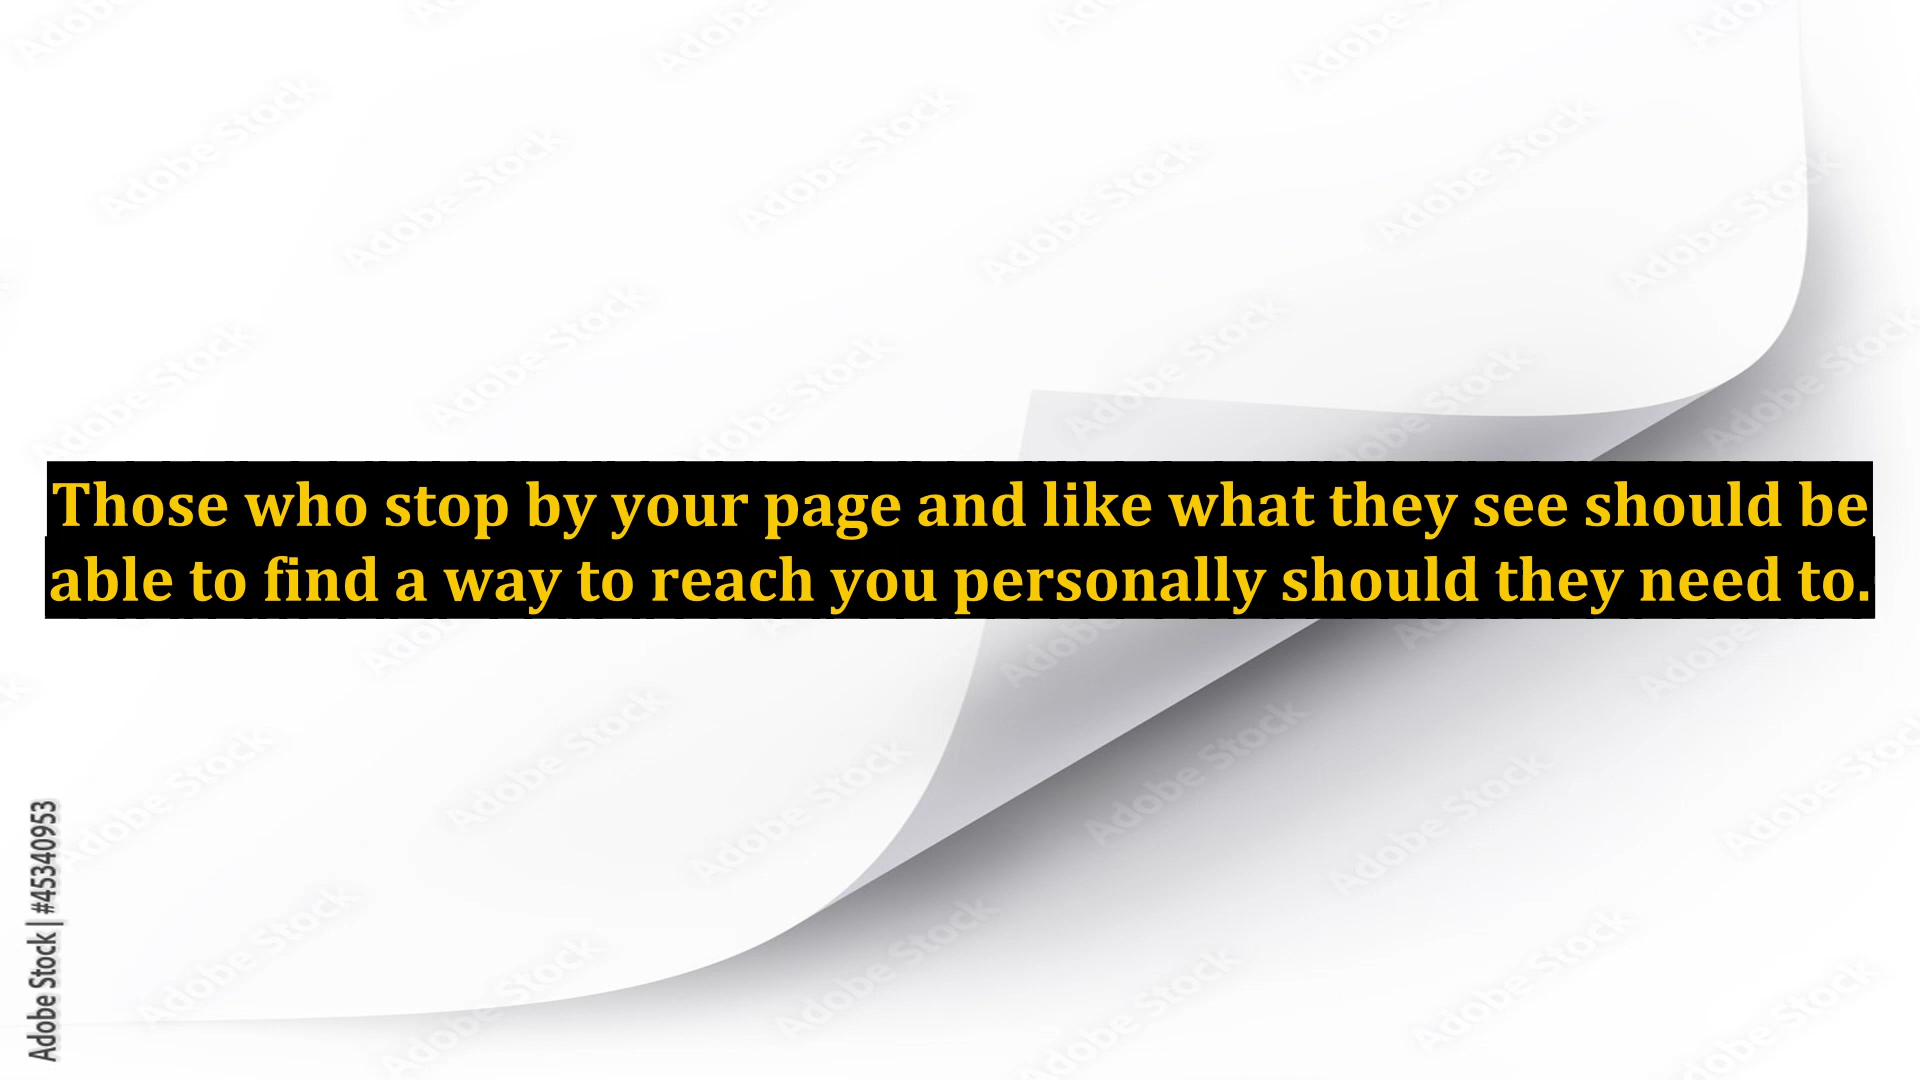 Those who stop by your page and like what they see should be
able to find a way to reach you personally should they need to.
Adobe Stock | #45340953